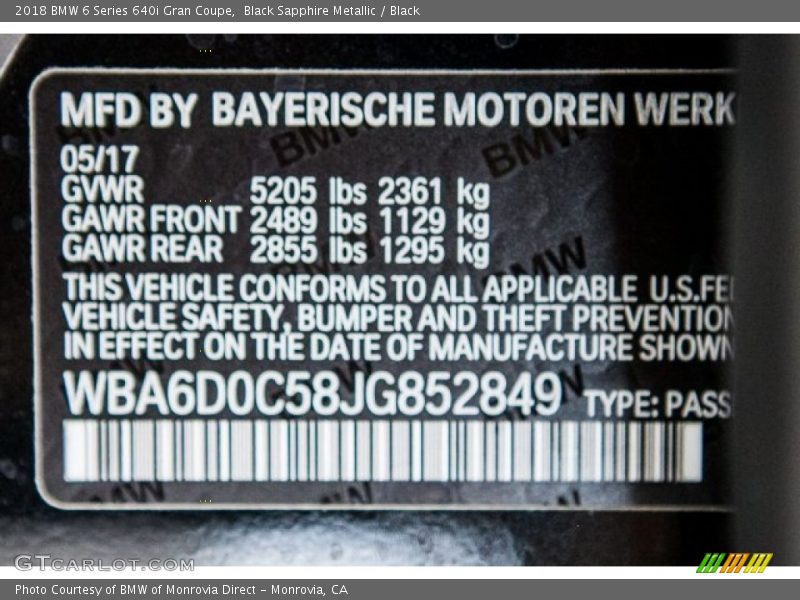 2018 BMW 6 Series 640i Gran Coupe,  Black Sapphire Metallic / Black
MFD BY BAYERISCHE MOTOREN WERK
05/17
GVWR 5205 lbs 2361 kg
GAWR FRONT 2489 lbs 1129 kg
GAWR REAR 2855 lbs 1295 kg
THIS VEHICLE CONFORMS TO ALL APPLICABLE U.S.FE
VEHICLE SAFETY, BUMPER AND THEFT PREVENTION
IN EFFECT ON THE DATE OF MANUFACTURE SHOWN
WBA6D0C58JG852849 TYPE: PASS
GTCARLOT.COM
Photo Courtesy of BMW of Monrovia Direct - Monrovia, CA